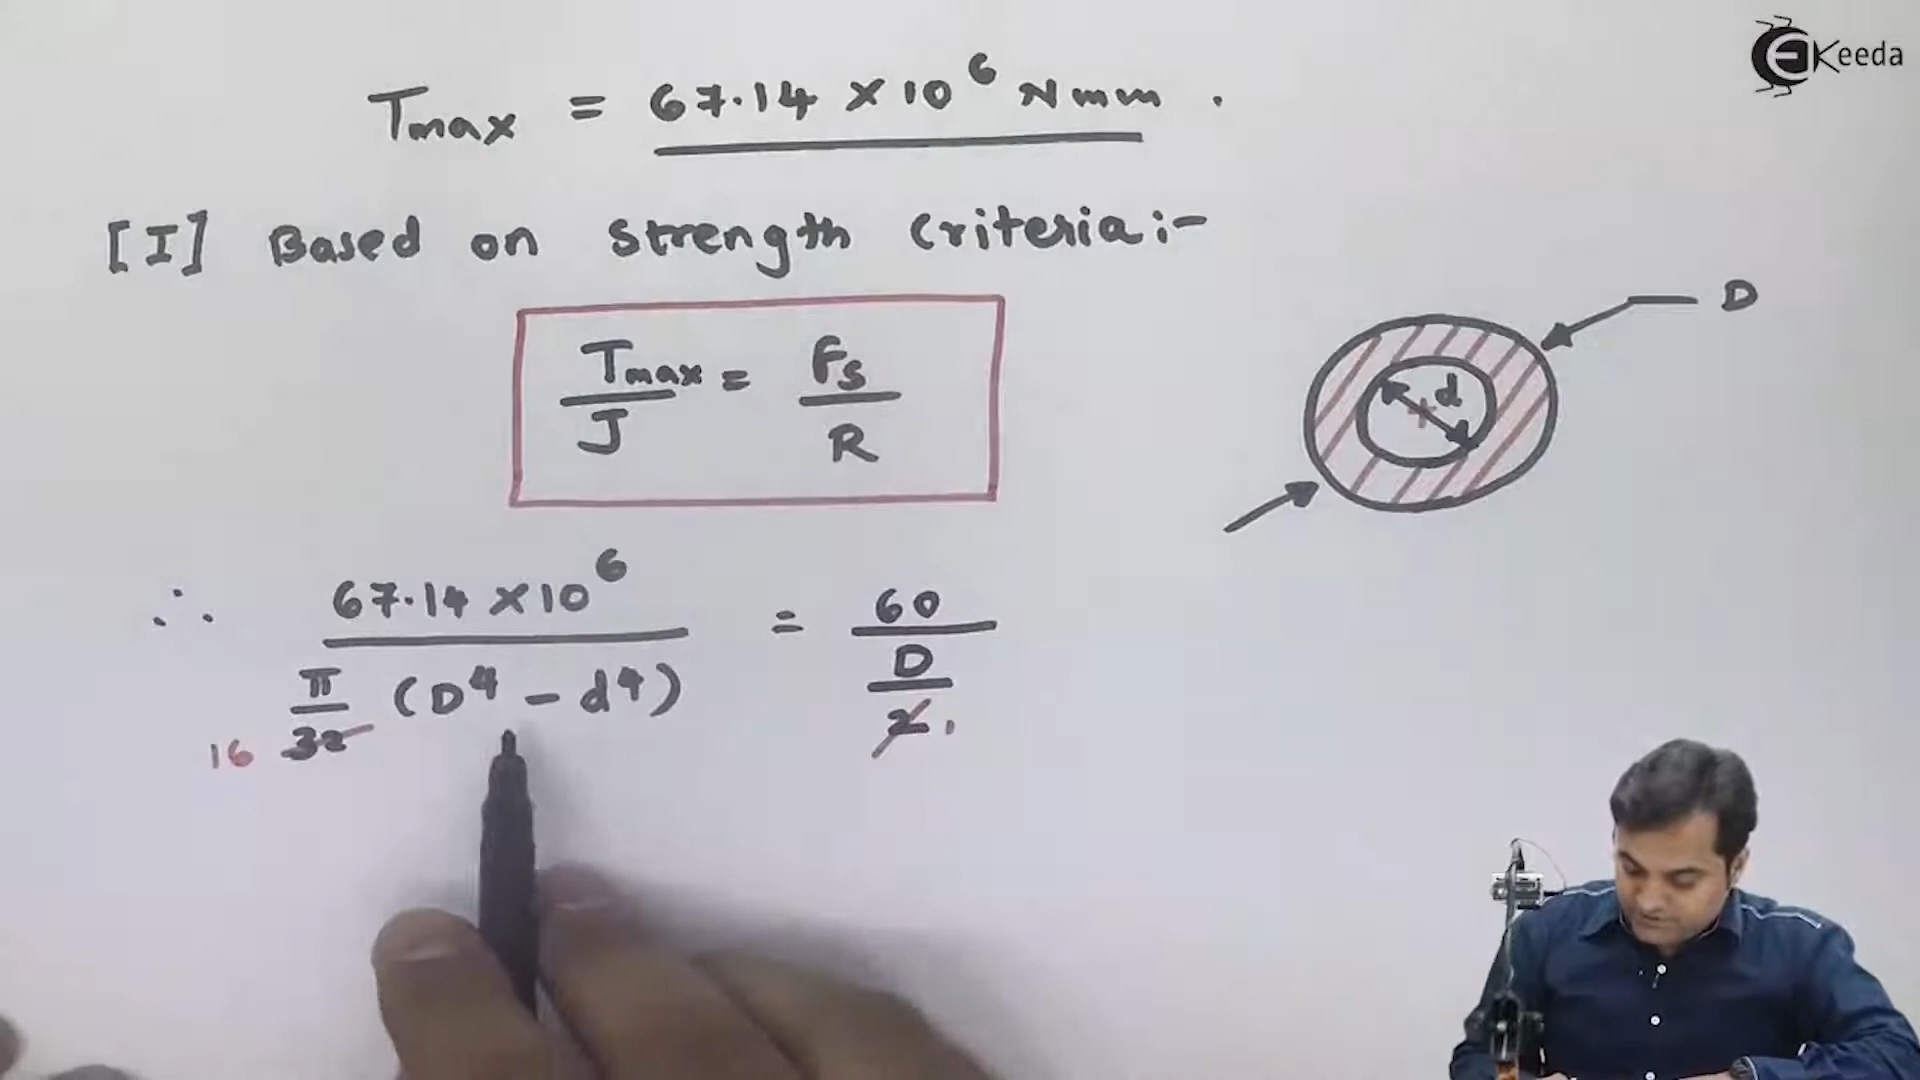 EKeeda
Tmax = 67.14 × 10⁶ Nmm .
[I] Based on strength criteria:-
Tmax / J = Fs / R
D
d
∴ 67.14 × 10⁶ / π/32 (D⁴ - d⁴) = 60 / D/2
16 1